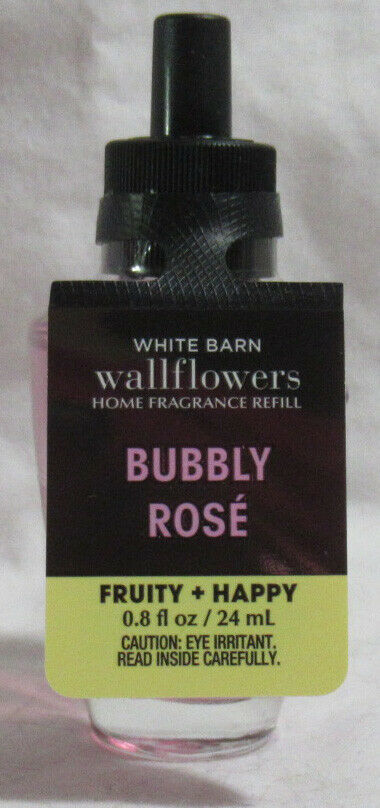 WHITE BARN
wallflowers
HOME FRAGRANCE REFILL
BUBBLY
ROSÉ
FRUITY + HAPPY
0.8 fl oz / 24 mL
CAUTION: EYE IRRITANT.
READ INSIDE CAREFULLY.